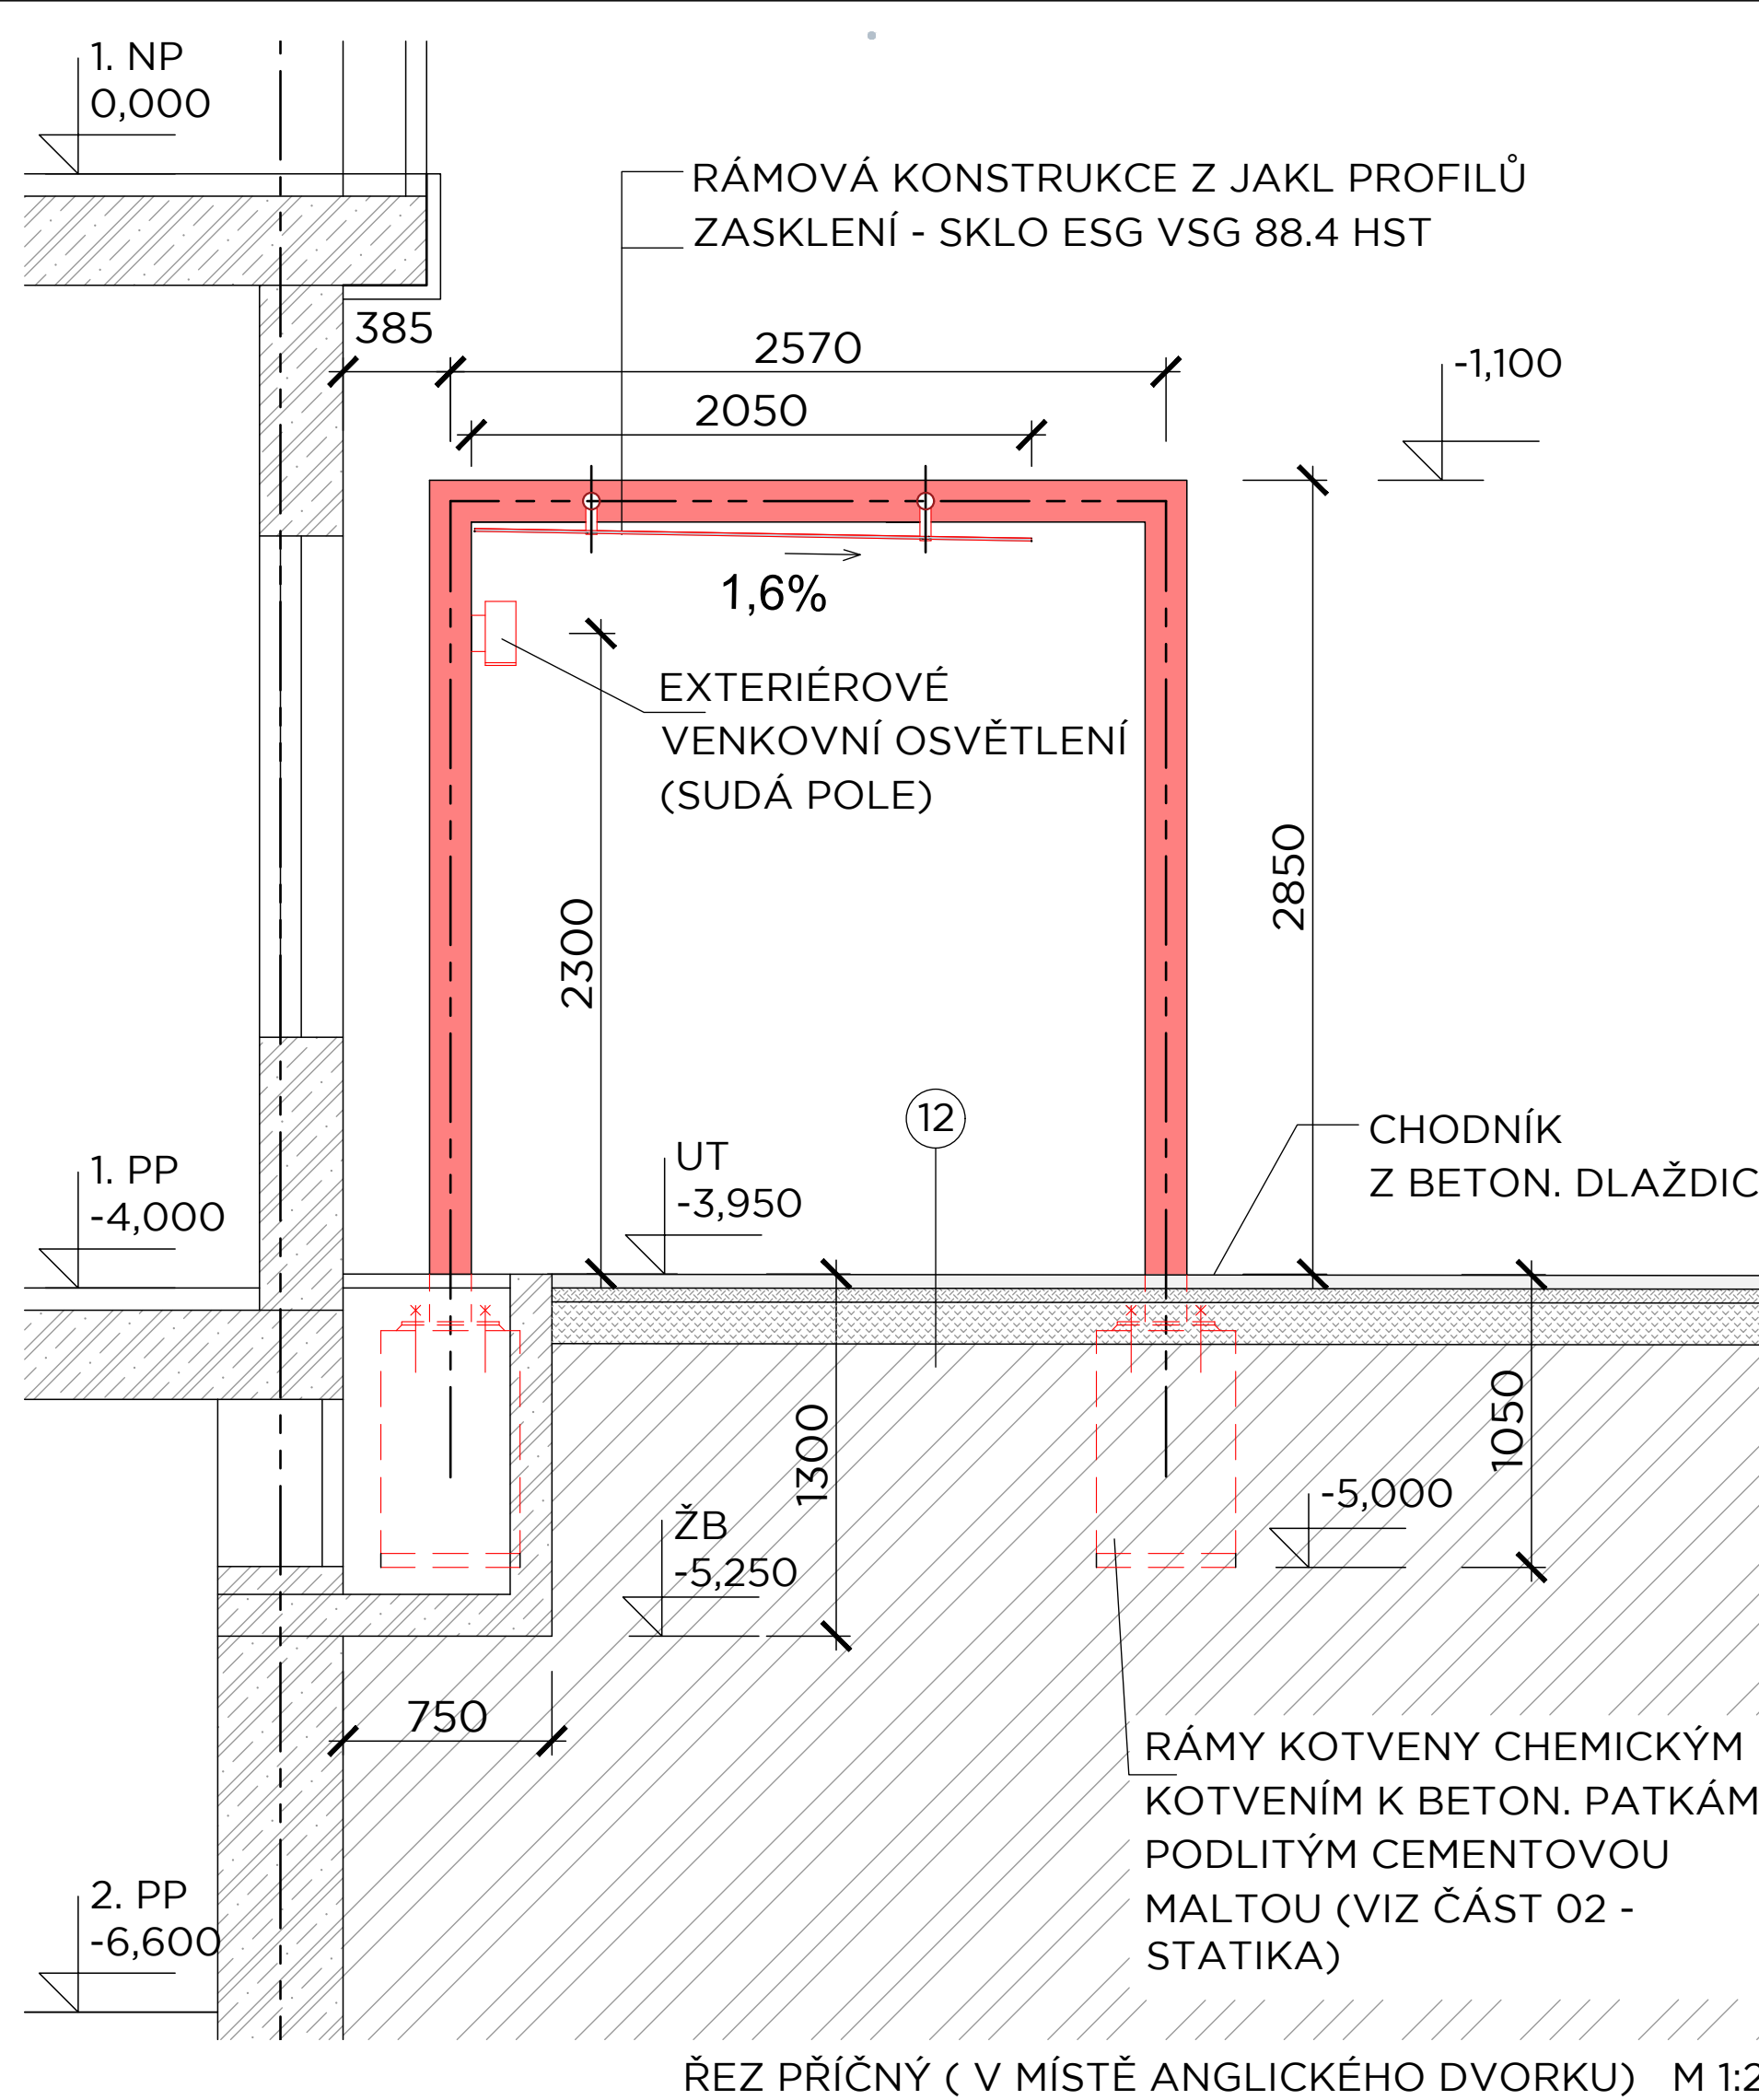 1. NP
0,000
RÁMOVÁ KONSTRUKCE Z JAKL PROFILŮ
ZASKLENÍ - SKLO ESG VSG 88.4 HST
385
2570
2050
-1,100
1,6%
EXTERIÉROVÉ
VENKOVNÍ OSVĚTLENÍ
(SUDÁ POLE)
2300
2850
12
CHODNÍK
Z BETON. DLAŽDIC
UT
-3,950
1. PP
-4,000
1300
1050
-5,000
ŽB
-5,250
750
RÁMY KOTVENY CHEMICKÝM
KOTVENÍM K BETON. PATKÁM
PODLITÝM CEMENTOVOU
MALTOU (VIZ ČÁST 02 -
STATIKA)
2. PP
-6,600
ŘEZ PŘÍČNÝ ( V MÍSTĚ ANGLICKÉHO DVORKU) M 1:2